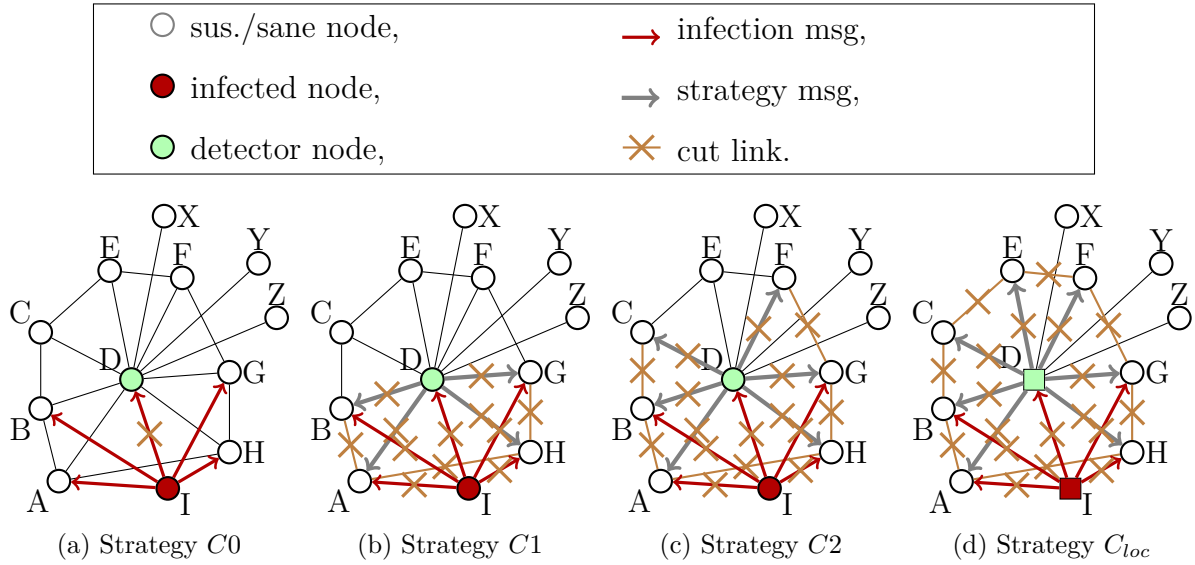 sus./sane node,
infection msg,
infected node,
strategy msg,
detector node,
cut link.
X
Y
E
F
Z
C
D
G
B
H
A
I
(a) Strategy C0
X
Y
E
F
Z
C
D
G
B
H
A
I
(b) Strategy C1
X
Y
E
F
Z
C
D
G
B
H
A
I
(c) Strategy C2
X
Y
E
F
Z
C
D
G
B
H
A
I
(d) Strategy C_loc